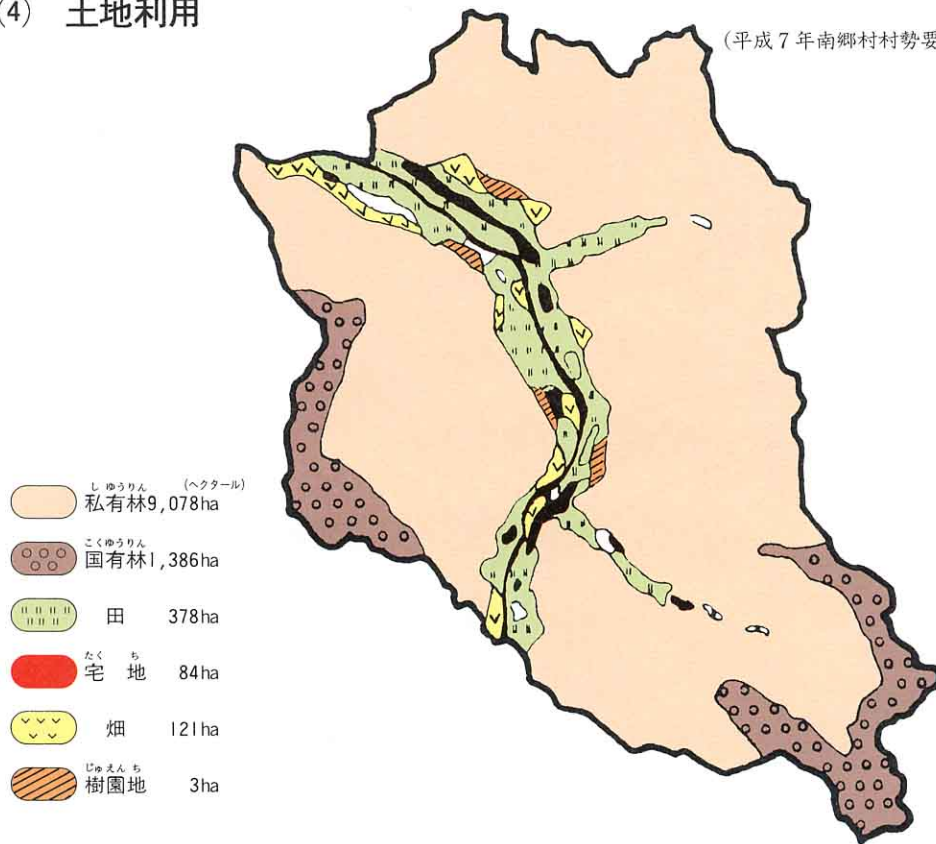 (4) 土地利用
(平成7年南郷村村勢要
しゆうりん (ヘクタール)
私有林9,078ha
こくゆうりん
国有林1,386ha
田 378ha
たくち
宅地 84ha
畑 121ha
じゅえんち
樹園地 3ha